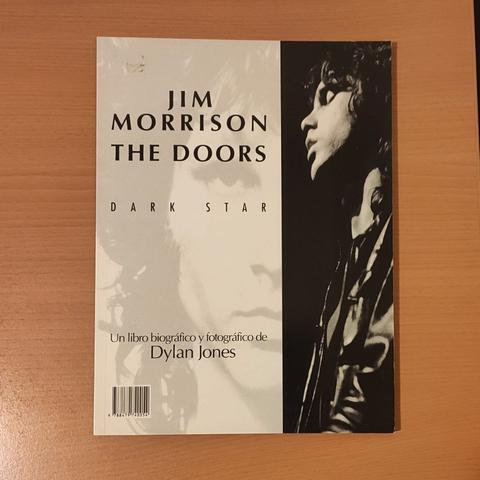 JIM
MORRISON
THE DOORS
DARK STAR
Un libro biográfico y fotográfico de
Dylan Jones